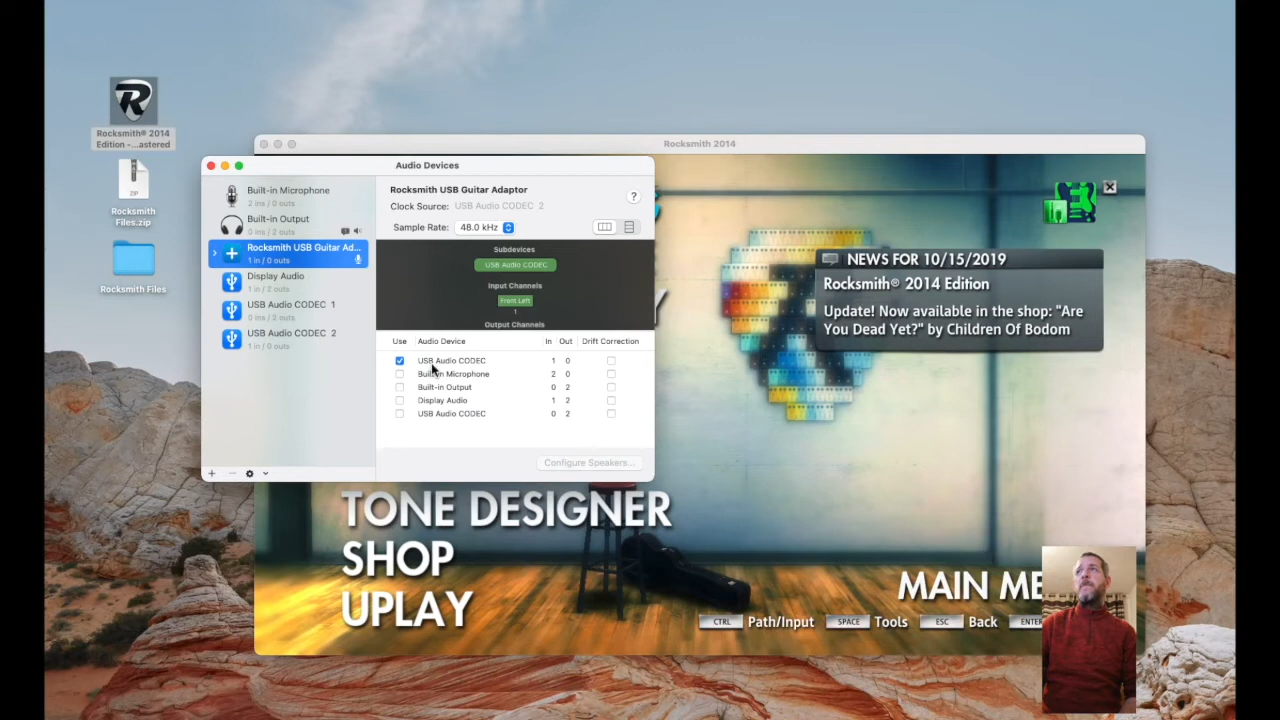 Rocksmith® 2014
Edition -...astered
ZIP
Rocksmith
Files.zip
Rocksmith Files
Rocksmith 2014
Audio Devices
Built-in Microphone
2 ins / 0 outs
Built-in Output
0 ins / 2 outs
Rocksmith USB Guitar Ad...
1 in / 0 outs
Display Audio
1 in / 2 outs
USB Audio CODEC 1
0 ins / 2 outs
USB Audio CODEC 2
1 in / 0 outs
Rocksmith USB Guitar Adaptor
?
Clock Source: USB Audio CODEC 2
Sample Rate: 48.0 kHz
Subdevices
USB Audio CODEC
Input Channels
Front Left
1
Output Channels
Use Audio Device In Out Drift Correction
USB Audio CODEC 1 0
Built-in Microphone 2 0
Built-in Output 0 2
Display Audio 1 2
USB Audio CODEC 0 2
Configure Speakers...
NEWS FOR 10/15/2019
Rocksmith® 2014 Edition
Update! Now available in the shop: "Are
You Dead Yet?" by Children Of Bodom
TONE DESIGNER
SHOP
UPLAY
MAIN ME
CTRL Path/Input SPACE Tools ESC Back ENTER